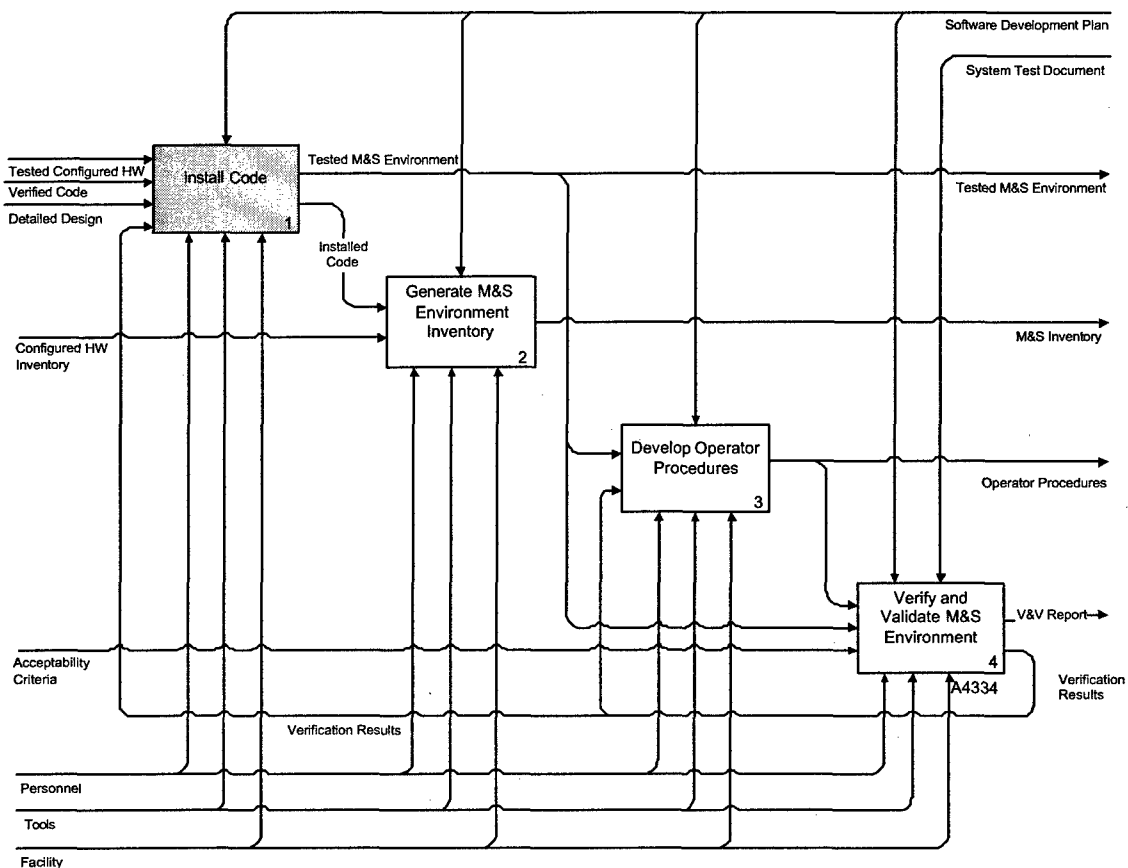 Software Development Plan
System Test Document
Tested M&S Environment
Tested Configured HW
Install Code
Tested M&S Environment
Verified Code
Detailed Design
1
Installed
Code
Generate M&S
Environment
Inventory
2
M&S Inventory
Configured HW
Inventory
Develop Operator
Procedures
3
Operator Procedures
Verify and
Validate M&S
Environment
4
V&V Report
A4334
Acceptability
Criteria
Verification
Results
Verification Results
Personnel
Tools
Facility